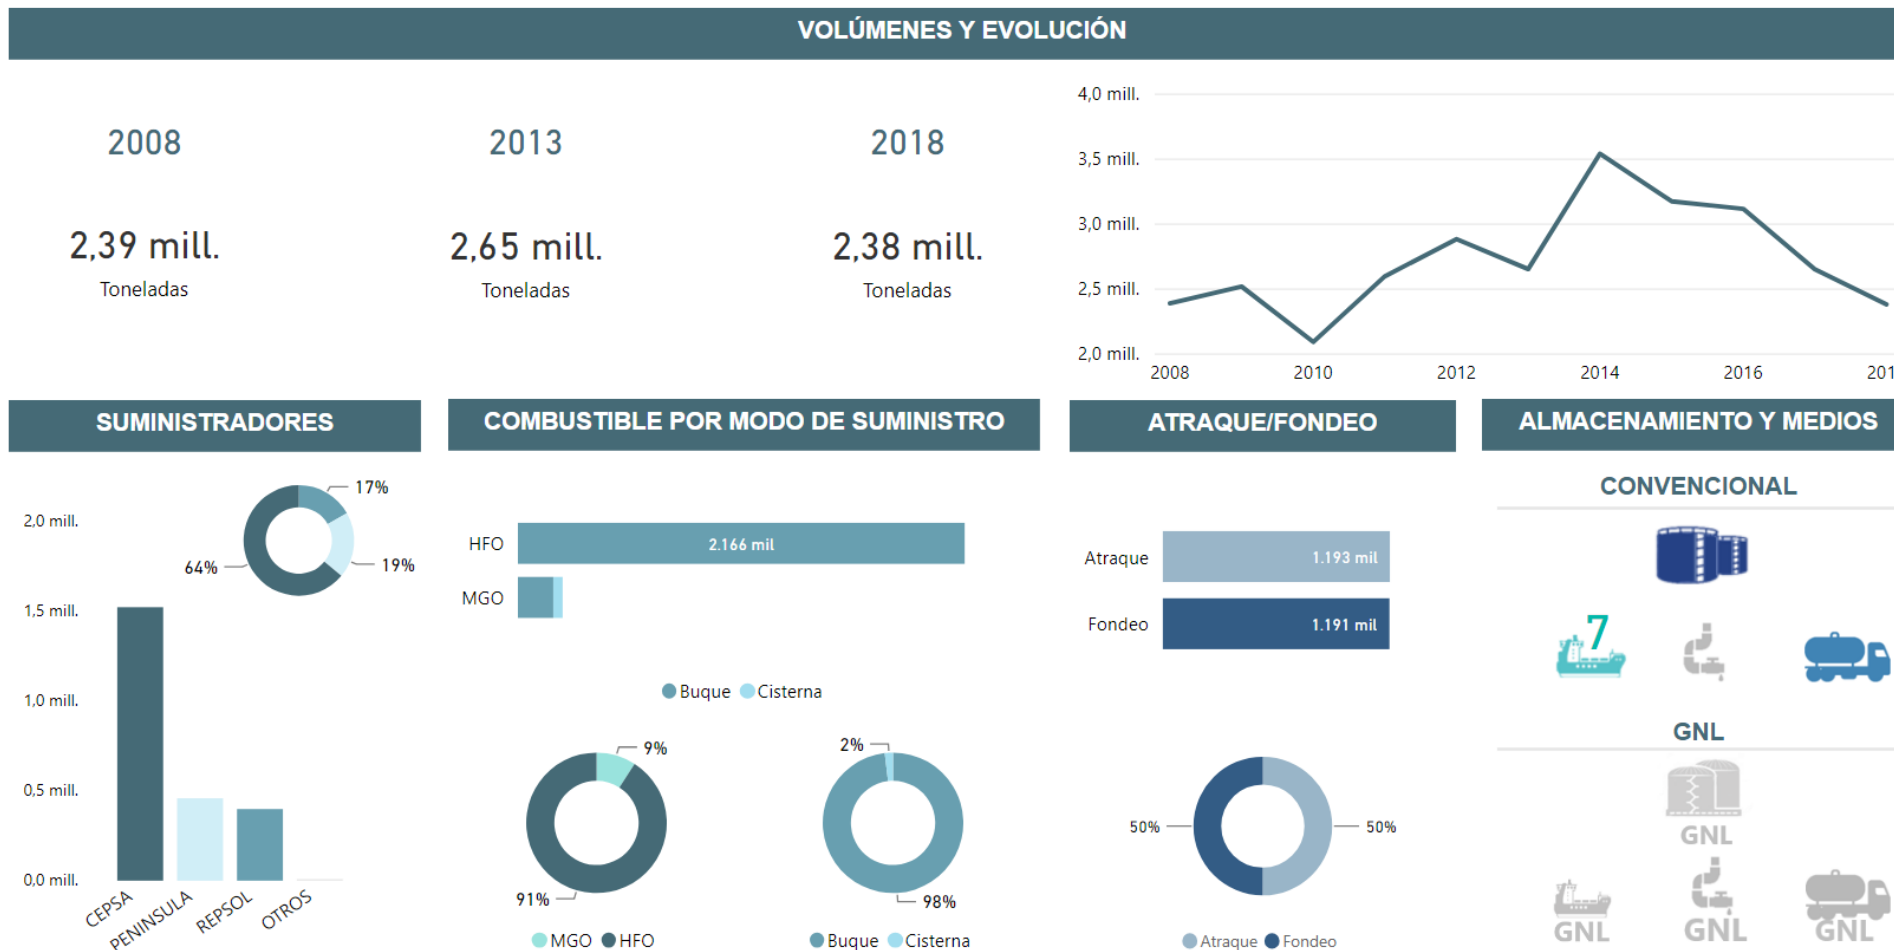 VOLÚMENES Y EVOLUCIÓN
2008
2013
2018
2,39 mill.
2,65 mill.
2,38 mill.
Toneladas
Toneladas
Toneladas
4,0 mill.
3,5 mill.
3,0 mill.
2,5 mill.
2,0 mill.
2008
2010
2012
2014
2016
201
SUMINISTRADORES
17%
19%
64%
2,0 mill.
1,5 mill.
1,0 mill.
0,5 mill.
0,0 mill.
CEPSA
PENINSULA
REPSOL
OTROS
COMBUSTIBLE POR MODO DE SUMINISTRO
HFO
2.166 mil
MGO
Buque
Cisterna
9%
91%
MGO
HFO
2%
98%
Buque
Cisterna
ATRAQUE/FONDEO
Atraque
1.193 mil
Fondeo
1.191 mil
50%
50%
Atraque
Fondeo
ALMACENAMIENTO Y MEDIOS
CONVENCIONAL
7
GNL
GNL
GNL
GNL
GNL